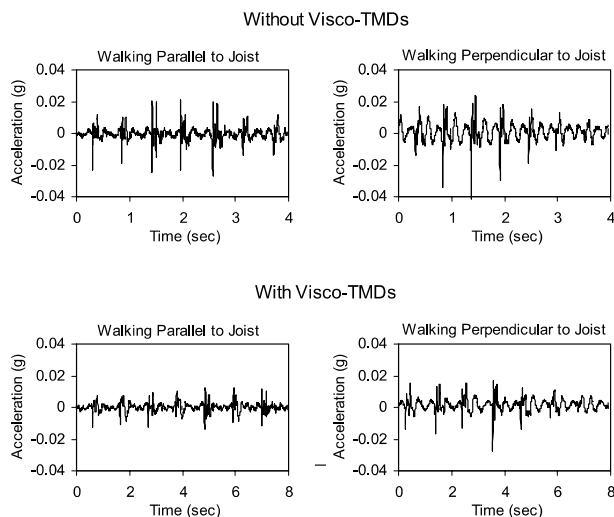 Without Visco-TMDs
Walking Parallel to Joist
Walking Perpendicular to Joist
Acceleration (g)
0.04
0.02
0
-0.02
-0.04
0 1 2 3 4
Time (sec)
Acceleration (g)
0.04
0.02
0
-0.02
-0.04
0 1 2 3 4
Time (sec)
With Visco-TMDs
Walking Parallel to Joist
Walking Perpendicular to Joist
Acceleration (g)
0.04
0.02
0
-0.02
-0.04
0 2 4 6 8
Time (sec)
Acceleration (g)
0.04
0.02
0
-0.02
-0.04
0 2 4 6 8
Time (sec)